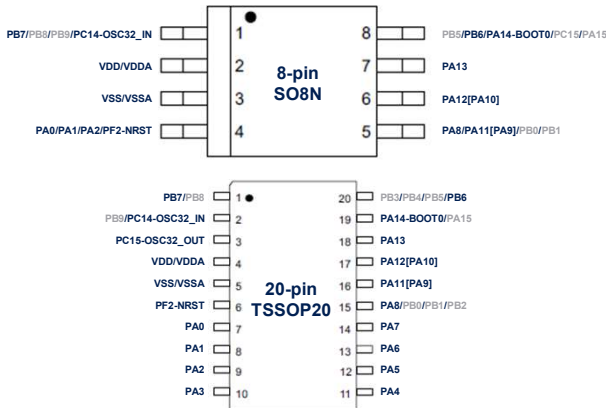 PB7/PB8/PB9/PC14-OSC32_IN 1 8 PB5/PB6/PA14-BOOT0/PC15/PA15
VDD/VDDA 2 7 PA13
8-pin
SO8N
VSS/VSSA 3 6 PA12[PA10]
PA0/PA1/PA2/PF2-NRST 4 5 PA8/PA11[PA9]/PB0/PB1
PB7/PB8 1 20 PB3/PB4/PB5/PB6
PB9/PC14-OSC32_IN 2 19 PA14-BOOT0/PA15
PC15-OSC32_OUT 3 18 PA13
VDD/VDDA 4 17 PA12[PA10]
VSS/VSSA 5 16 PA11[PA9]
20-pin
TSSOP20
PF2-NRST 6 15 PA8/PB0/PB1/PB2
PA0 7 14 PA7
PA1 8 13 PA6
PA2 9 12 PA5
PA3 10 11 PA4